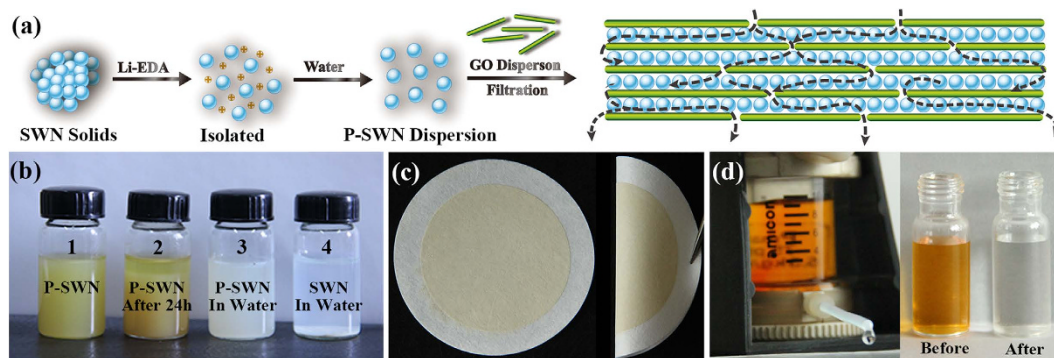 (a)
Li-EDA
Water
GO Disperson
Filtration
SWN Solids
Isolated
P-SWN Dispersion
(b)
1
2
3
4
P-SWN
P-SWN
After 24h
P-SWN
In Water
SWN
In Water
(c)
(d)
amicon
Before
After